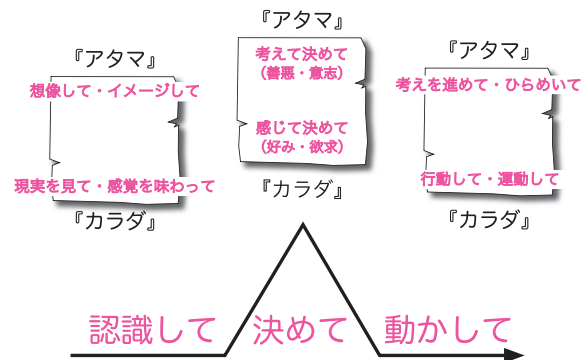 『アタマ』
想像して・イメージして
現実を見て・感覚を味わって
『カラダ』
『アタマ』
考えて決めて
（善悪・意志）
感じて決めて
（好み・欲求）
『カラダ』
『アタマ』
考えを進めて・ひらめいて
行動して・運動して
『カラダ』
認識して
決めて
動かして